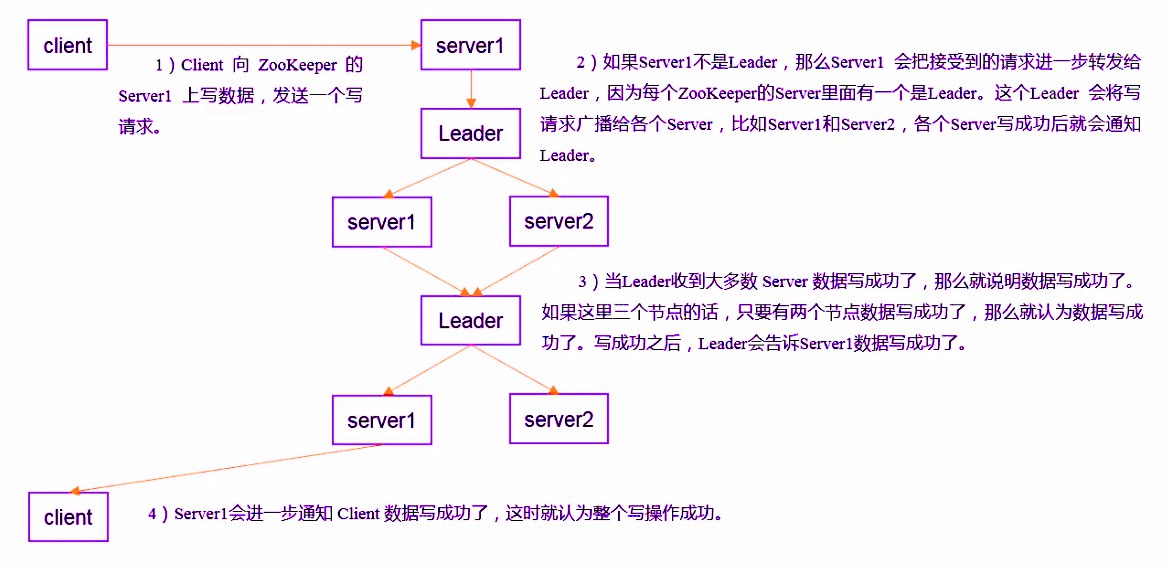 client
server1
1）Client 向 ZooKeeper 的
Server1 上写数据，发送一个写
请求。
2）如果Server1不是Leader，那么Server1 会把接受到的请求进一步转发给
Leader，因为每个ZooKeeper的Server里面有一个是Leader。这个Leader 会将写
请求广播给各个Server，比如Server1和Server2，各个Server写成功后就会通知
Leader。
Leader
server1
server2
3）当Leader收到大多数 Server 数据写成功了，那么就说明数据写成功了。
如果这里三个节点的话，只要有两个节点数据写成功了，那么就认为数据写成
功了。写成功之后，Leader会告诉Server1数据写成功了。
Leader
server1
server2
client
4）Server1会进一步通知 Client 数据写成功了，这时就认为整个写操作成功。